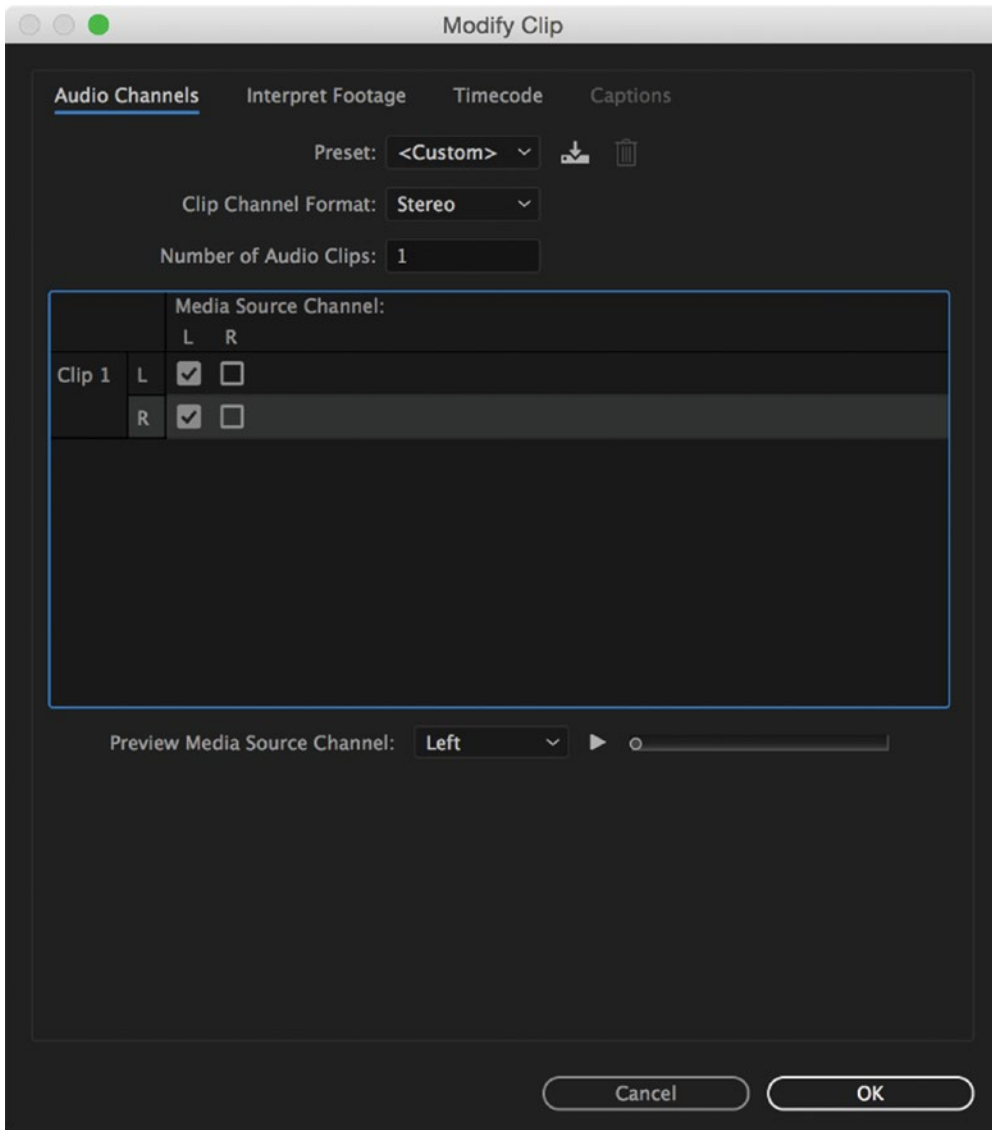 Modify Clip
Audio Channels Interpret Footage Timecode Captions
Preset: <Custom>
Clip Channel Format: Stereo
Number of Audio Clips: 1
Media Source Channel:
L R
Clip 1 L
R
Preview Media Source Channel: Left
Cancel OK